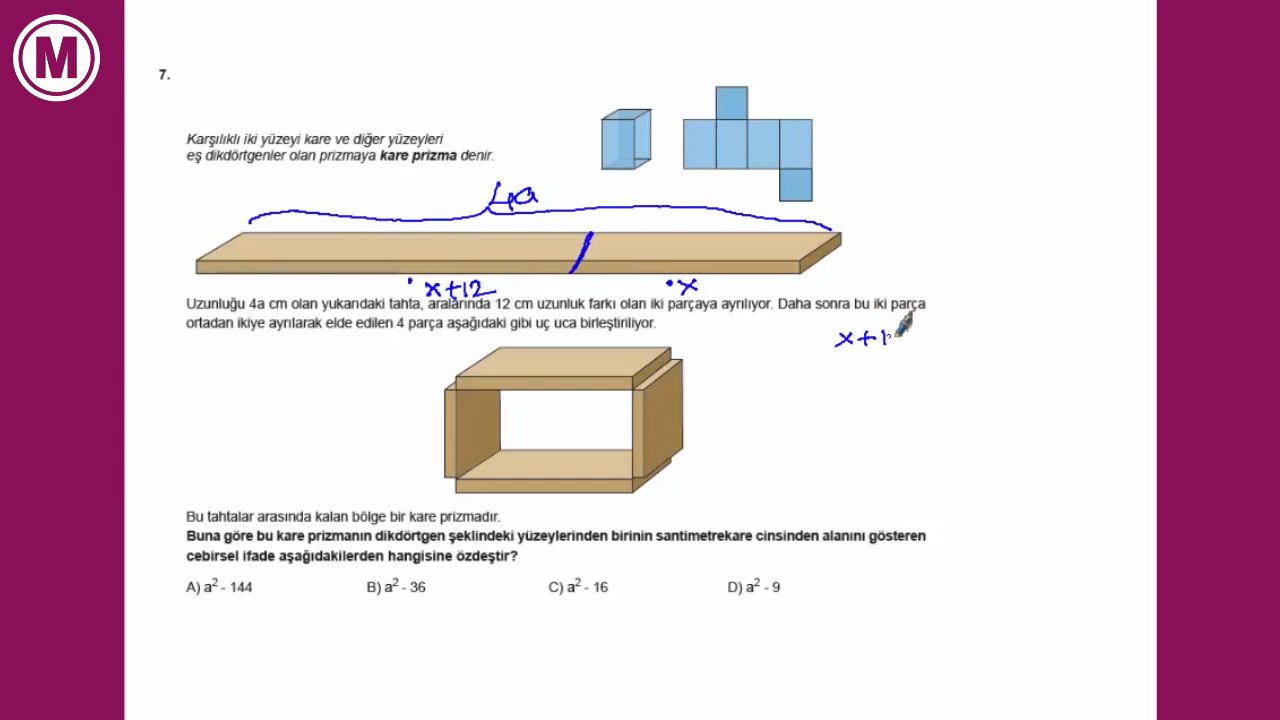 M
7.
Karşılıklı iki yüzeyi kare ve diğer yüzeyleri
eş dikdörtgenler olan prizmaya kare prizma denir.
4a
x+12
x
Uzunluğu 4a cm olan yukarıdaki tahta, aralarında 12 cm uzunluk farkı olan iki parçaya ayrılıyor. Daha sonra bu iki parça
ortadan ikiye ayrılarak elde edilen 4 parça aşağıdaki gibi uç uca birleştiriliyor.
x+1
Bu tahtalar arasında kalan bölge bir kare prizmadır.
Buna göre bu kare prizmanın dikdörtgen şeklindeki yüzeylerinden birinin santimetrekare cinsinden alanını gösteren
cebirsel ifade aşağıdakilerden hangisine özdeştir?
A) a² - 144 B) a² - 36 C) a² - 16 D) a² - 9